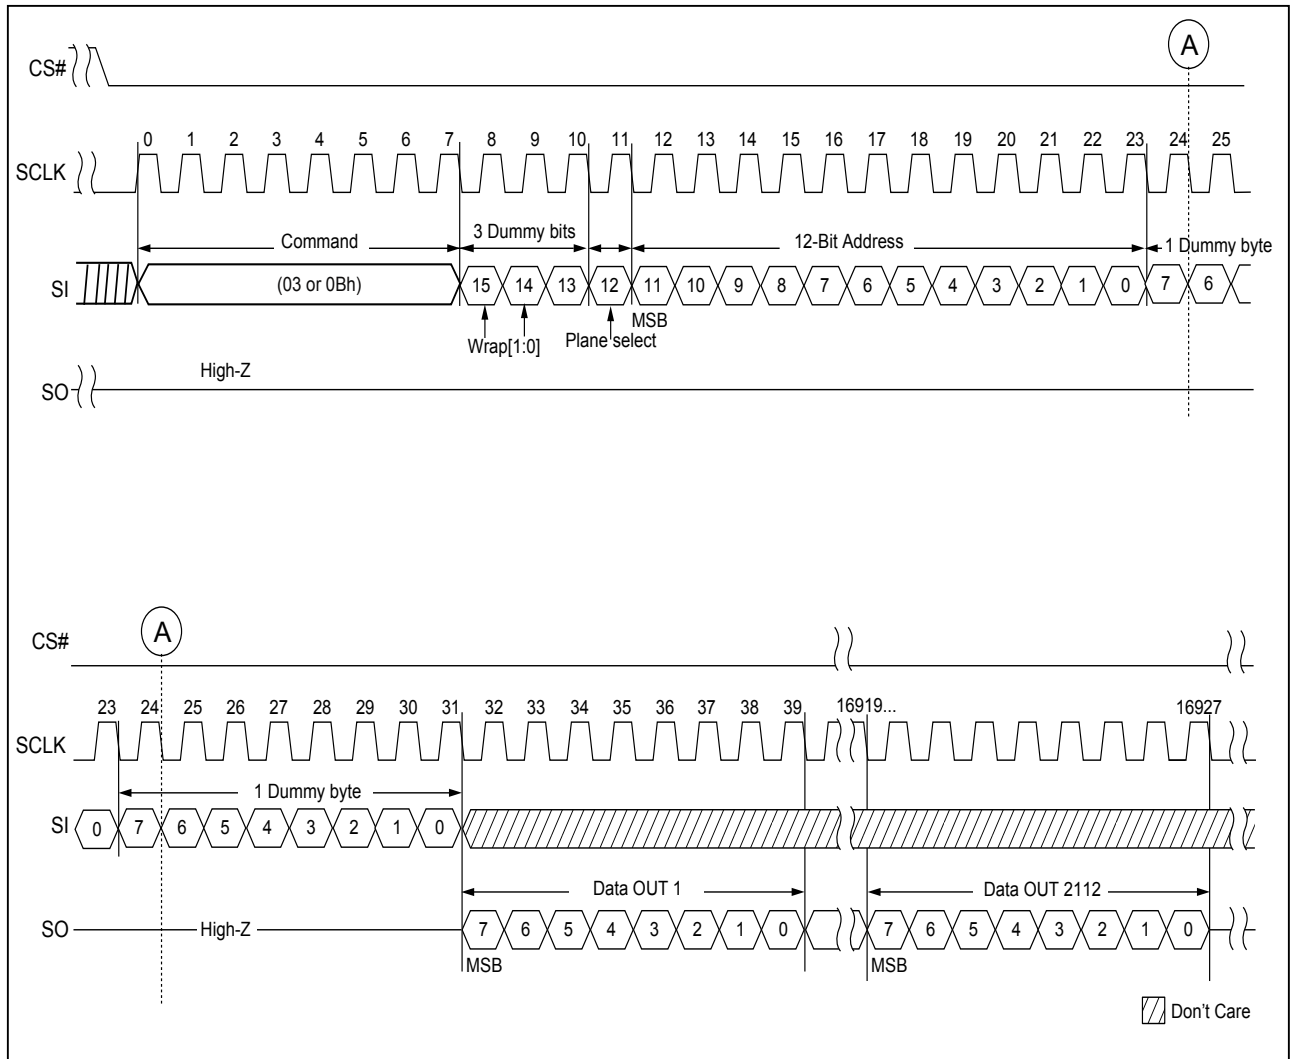 A
CS#
0 1 2 3 4 5 6 7 8 9 10 11 12 13 14 15 16 17 18 19 20 21 22 23 24 25
SCLK
Command 3 Dummy bits 12-Bit Address 1 Dummy byte
SI (03 or 0Bh) 15 14 13 12 11 10 9 8 7 6 5 4 3 2 1 0 7 6
MSB
Wrap[1:0] Plane select
High-Z
SO
A
CS#
23 24 25 26 27 28 29 30 31 32 33 34 35 36 37 38 39 16919... 16927
SCLK
1 Dummy byte
SI 0 7 6 5 4 3 2 1 0
Data OUT 1 Data OUT 2112
SO High-Z 7 6 5 4 3 2 1 0 7 6 5 4 3 2 1 0
MSB MSB
Don't Care